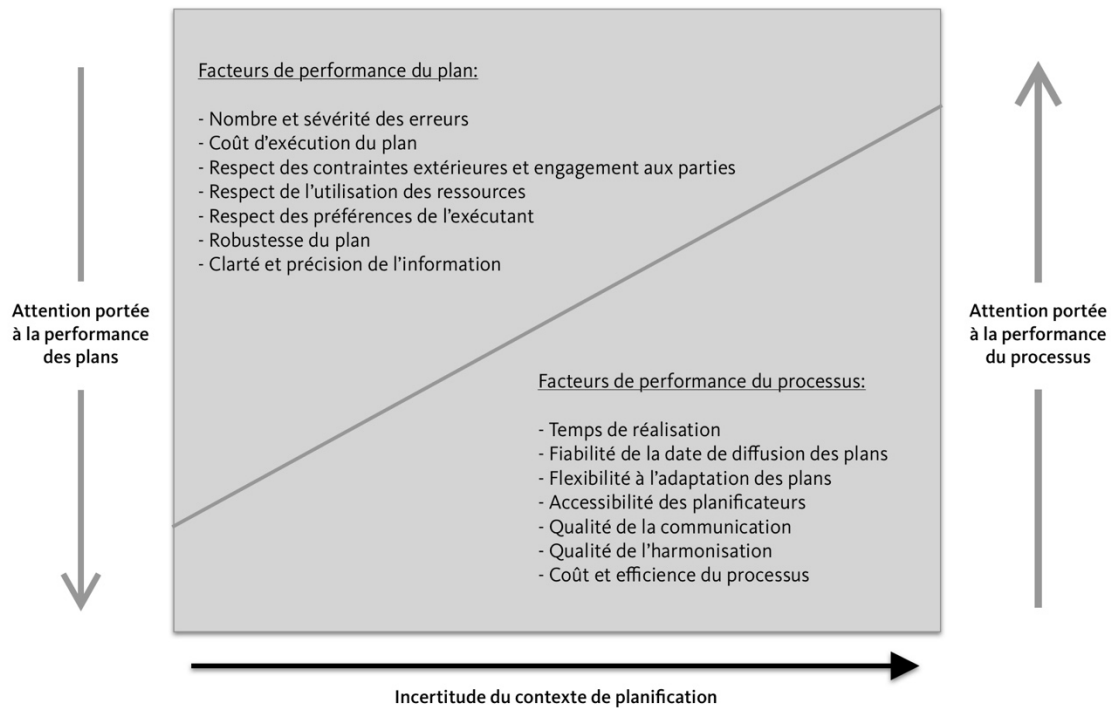 Facteurs de performance du plan:
- Nombre et sévérité des erreurs
- Coût d'exécution du plan
- Respect des contraintes extérieures et engagement aux parties
- Respect de l'utilisation des ressources
- Respect des préférences de l'exécutant
- Robustesse du plan
- Clarté et précision de l'information
Attention portée
à la performance
des plans
Attention portée
à la performance
du processus
Facteurs de performance du processus:
- Temps de réalisation
- Fiabilité de la date de diffusion des plans
- Flexibilité à l'adaptation des plans
- Accessibilité des planificateurs
- Qualité de la communication
- Qualité de l'harmonisation
- Coût et efficience du processus
Incertitude du contexte de planification